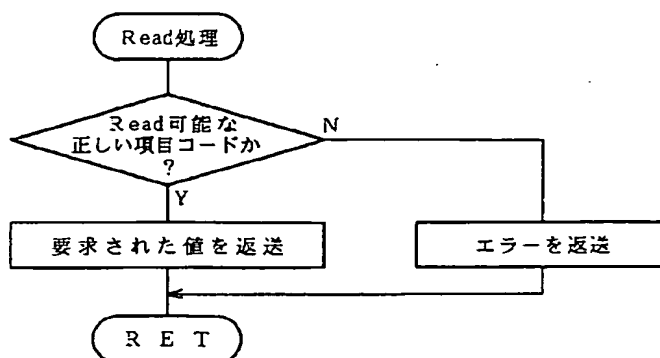 Read処理
Read可能な
正しい項目コードか
?
N
Y
要求された値を返送
エラーを返送
RET